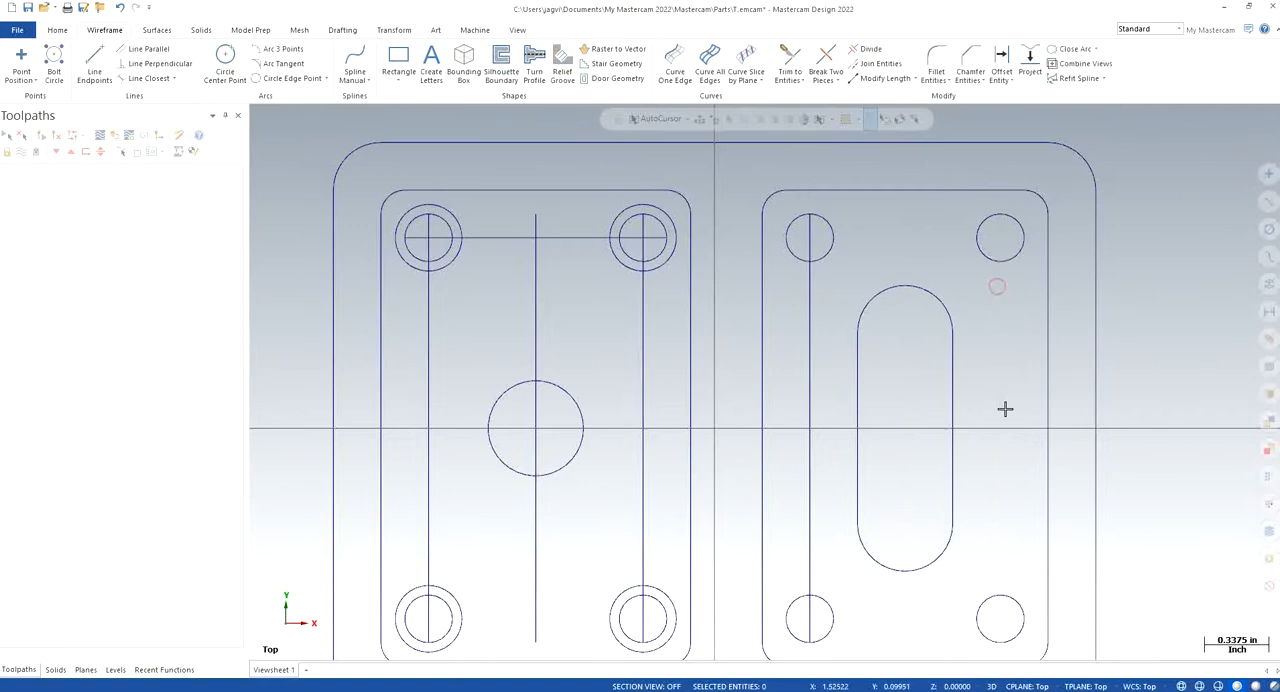 C:\Users\jagvi\Documents\My Mastercam 2022\Mastercam\Parts\T.emcam* - Mastercam Design 2022
File Home Wireframe Surfaces Solids Model Prep Mesh Drafting Transform Art Machine View Standard My Mastercam
Point Position Bolt Circle Points
Line Endpoints Line Parallel Line Perpendicular Line Closest Lines
Circle Center Point Arc 3 Points Arc Tangent Circle Edge Point Arcs
Spline Manual Splines
Rectangle Create Letters Bounding Box Silhouette Boundary Turn Profile Relief Groove Raster to Vector Stair Geometry Door Geometry Shapes
Curve One Edge Curve All Edges Curve Slice by Plane Curves
Trim to Entities Break Two Pieces Divide Join Entities Modify Length Fillet Entities Chamfer Entities Offset Entity Project Close Arc Combine Views Refit Spline Modify
Toolpaths
AutoCursor
Y
X
Top
0.3375 in
Inch
Toolpaths Solids Planes Levels Recent Functions Viewsheet 1 +
SECTION VIEW: OFF SELECTED ENTITIES: 0 X: 1.52522 Y: 0.09951 Z: 0.00000 3D CPLANE: Top TPLANE: Top WCS: Top